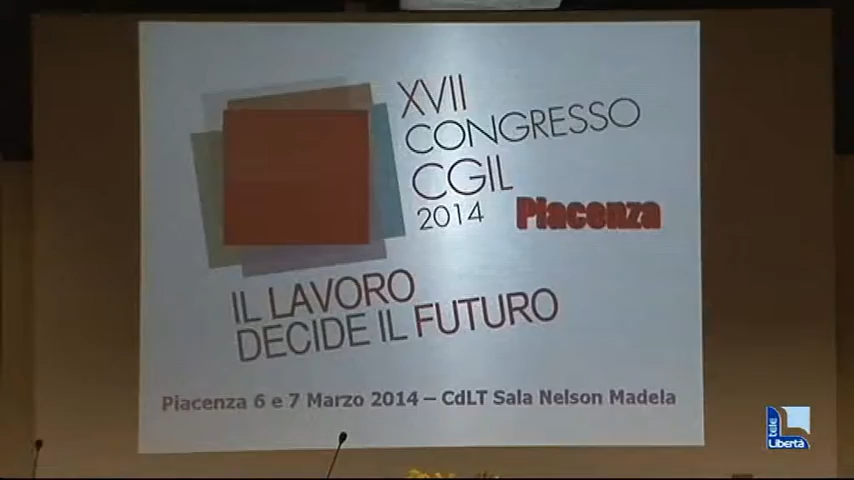 XVII
CONGRESSO
CGIL
2014 Piacenza
IL LAVORO
DECIDE IL FUTURO
Piacenza 6 e 7 Marzo 2014 – CdLT Sala Nelson Madela
tele
Libertà